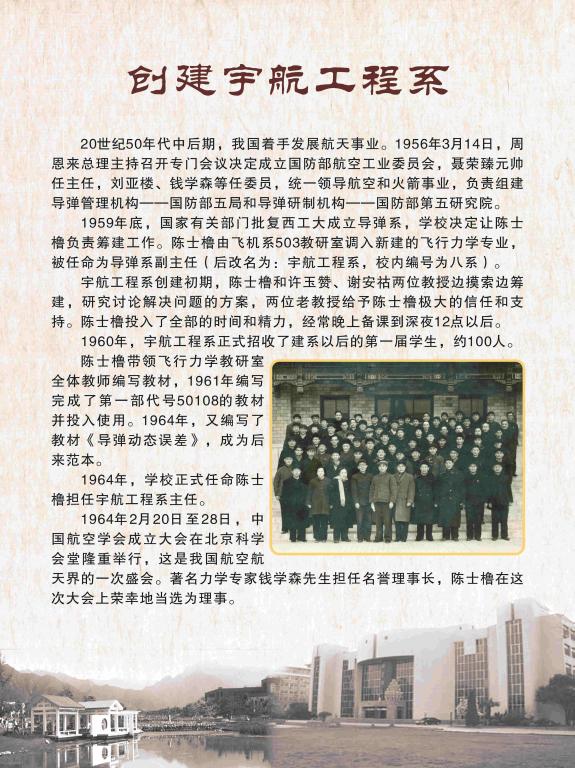 创建宇航工程系
20世纪50年代中后期，我国着手发展航天事业。1956年3月14日，周
恩来总理主持召开专门会议决定成立国防部航空工业委员会，聂荣臻元帅
任主任，刘亚楼、钱学森等任委员，统一领导航空和火箭事业，负责组建
导弹管理机构——国防部五局和导弹研制机构——国防部第五研究院。
1959年底，国家有关部门批复西工大成立导弹系，学校决定让陈士
橹负责筹建工作。陈士橹由飞机系503教研室调入新建的飞行力学专业，
被任命为导弹系副主任（后改名为：宇航工程系，校内编号为八系）。
宇航工程系创建初期，陈士橹和许玉赞、谢安祜两位教授边摸索边筹
建，研究讨论解决问题的方案，两位老教授给予陈士橹极大的信任和支
持。陈士橹投入了全部的时间和精力，经常晚上备课到深夜12点以后。
1960年，宇航工程系正式招收了建系以后的第一届学生，约100人。
陈士橹带领飞行力学教研室
全体教师编写教材，1961年编写
完成了第一部代号50108的教材
并投入使用。1964年，又编写了
教材《导弹动态误差》，成为后
来范本。
1964年，学校正式任命陈士
橹担任宇航工程系主任。
1964年2月20日至28日，中
国航空学会成立大会在北京科学
会堂隆重举行，这是我国航空航
天界的一次盛会。著名力学专家钱学森先生担任名誉理事长，陈士橹在这
次大会上荣幸地当选为理事。